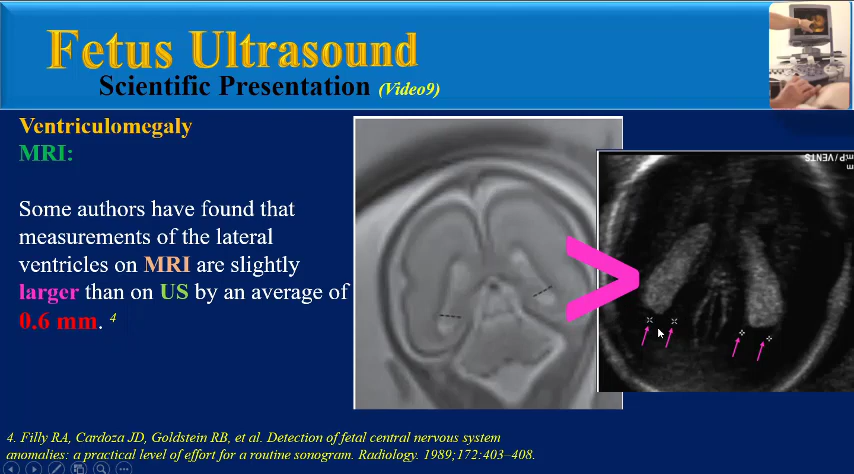 Fetus Ultrasound
Scientific Presentation (Video9)
Ventriculomegaly
MRI:
Some authors have found that
measurements of the lateral
ventricles on MRI are slightly
larger than on US by an average of
0.6 mm. 4
>
4. Filly RA, Cardoza JD, Goldstein RB, et al. Detection of fetal central nervous system
anomalies: a practical level of effort for a routine sonogram. Radiology. 1989;172:403–408.